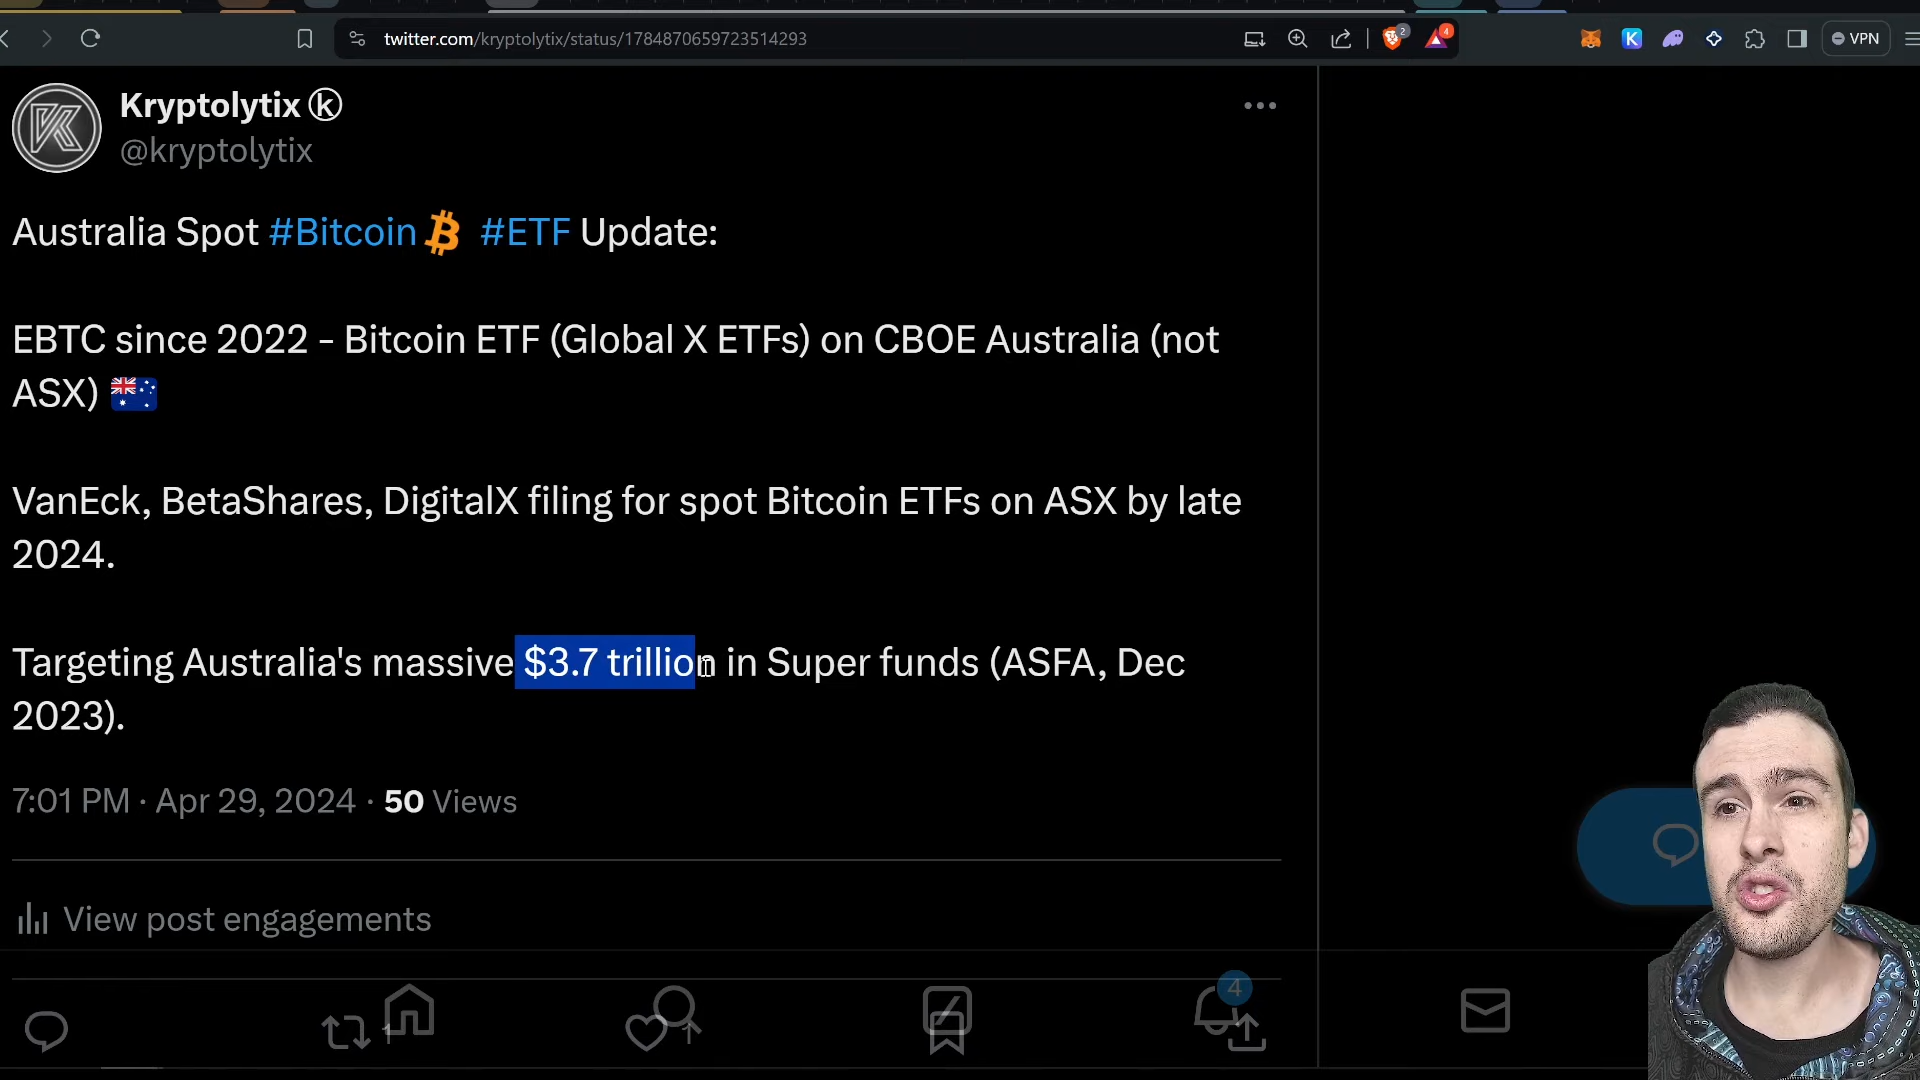 twitter.com/kryptolytix/status/1784870659723514293
2
4
VPN
Kryptolytix ⓚ
@kryptolytix
Australia Spot #Bitcoin #ETF Update:
EBTC since 2022 - Bitcoin ETF (Global X ETFs) on CBOE Australia (not
ASX) 🇦🇺
VanEck, BetaShares, DigitalX filing for spot Bitcoin ETFs on ASX by late
2024.
Targeting Australia's massive $3.7 trillion in Super funds (ASFA, Dec
2023).
7:01 PM · Apr 29, 2024 · 50 Views
View post engagements
4